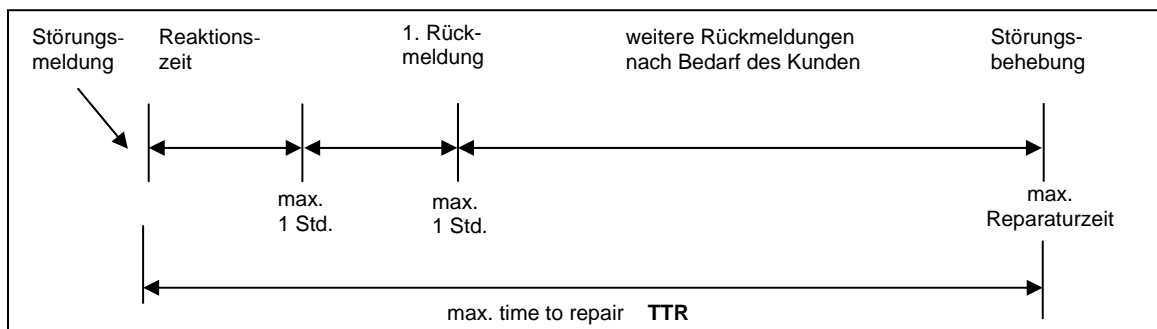 Störungs-
meldung
Reaktions-
zeit
1. Rück-
meldung
weitere Rückmeldungen
nach Bedarf des Kunden
Störungs-
behebung
max.
1 Std.
max.
1 Std.
max.
Reparaturzeit
max. time to repair TTR